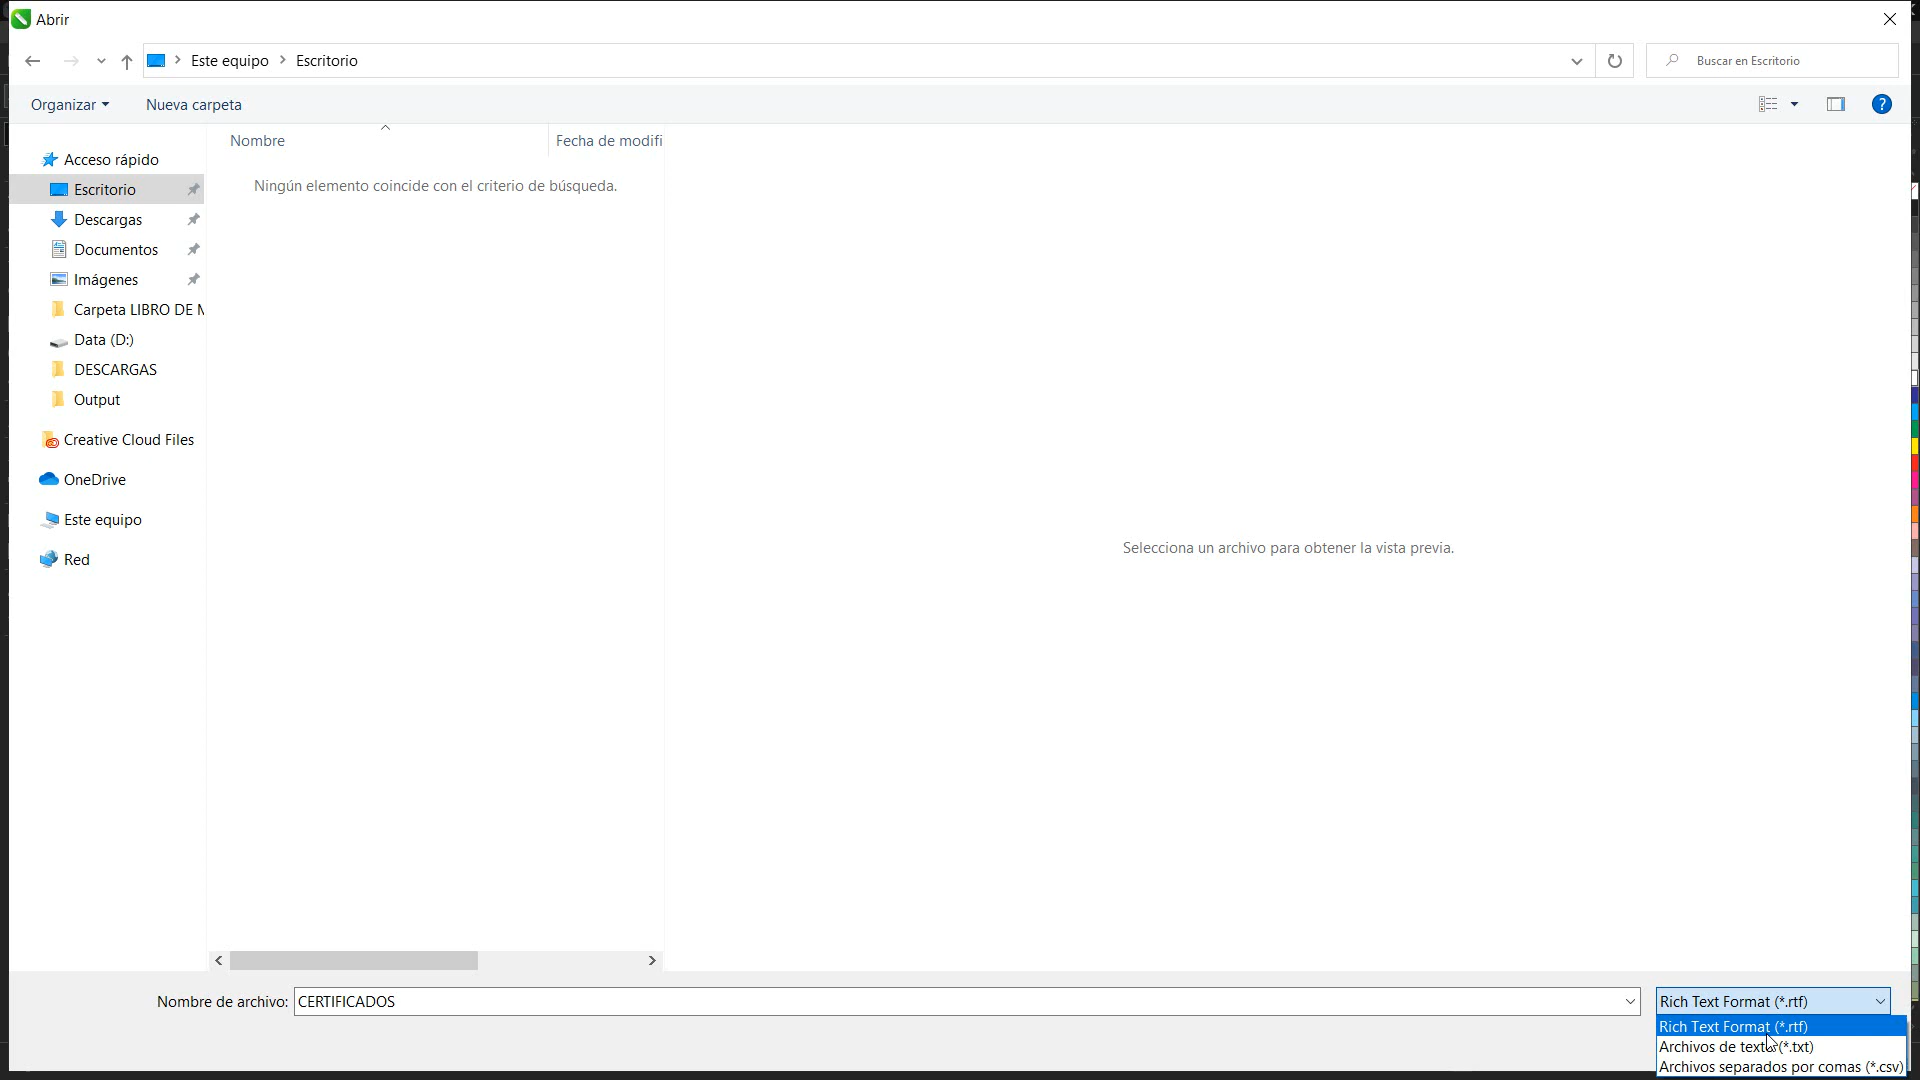 Abrir
Este equipo > Escritorio
Buscar en Escritorio
Organizar
Nueva carpeta
Nombre
Fecha de modifi
Ningún elemento coincide con el criterio de búsqueda.
Acceso rápido
Escritorio
Descargas
Documentos
Imágenes
Carpeta LIBRO DE
Data (D:)
DESCARGAS
Output
Creative Cloud Files
OneDrive
Este equipo
Red
Selecciona un archivo para obtener la vista previa.
Nombre de archivo: CERTIFICADOS
Rich Text Format (*.rtf)
Rich Text Format (*.rtf)
Archivos de texto (*.txt)
Archivos separados por comas (*.csv)